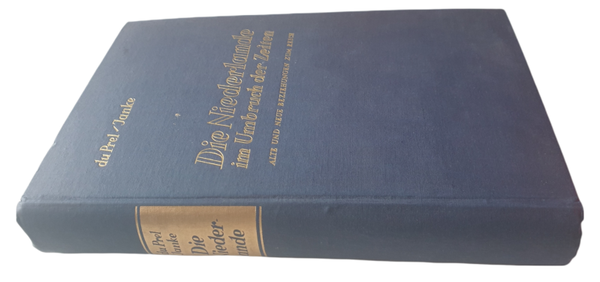 du Prel / Janke
Die Niederlande
im Umbruch der Zeiten
ALTE UND NEUE BEZIEHUNGEN ZUM REICH
du Prel
Janke
Die
Nieder-
lande